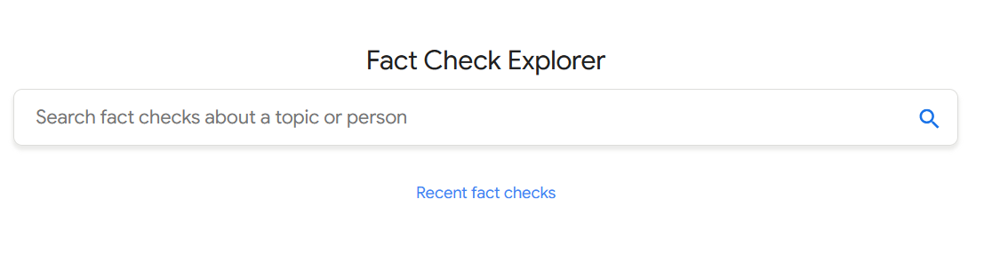 Fact Check Explorer
Search fact checks about a topic or person
Recent fact checks